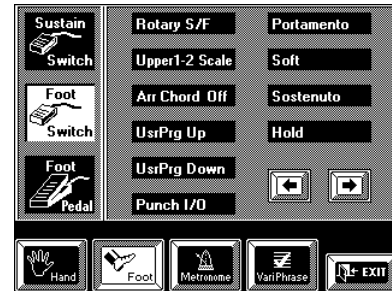 Sustain
Switch
Foot
Switch
Foot
Pedal
Rotary S/F
Upper1-2 Scale
Arr Chord Off
UsrPrg Up
UsrPrg Down
Punch I/O
Portamento
Soft
Sostenuto
Hold
Hand
Foot
Metronome
VariPhrase
EXIT